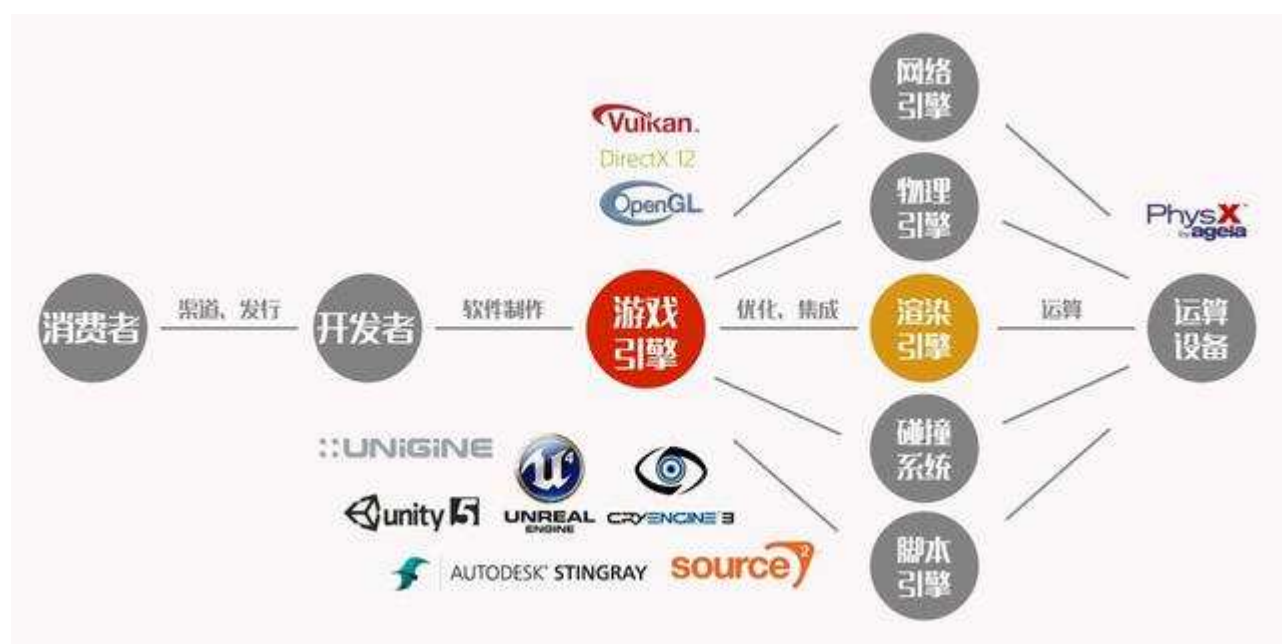 网络
引擎
Vulkan.
DirectX 12
OpenGL
物理
引擎
PhysX™
by ageia
消费者
渠道、发行
开发者
软件制作
游戏
引擎
优化、集成
渲染
引擎
运算
运算
设备
碰撞
系统
::UNiGiNE
U4
UNREAL
ENGINE
CRYENGINE 3
unity 5
AUTODESK® STINGRAY
source 2
脚本
引擎